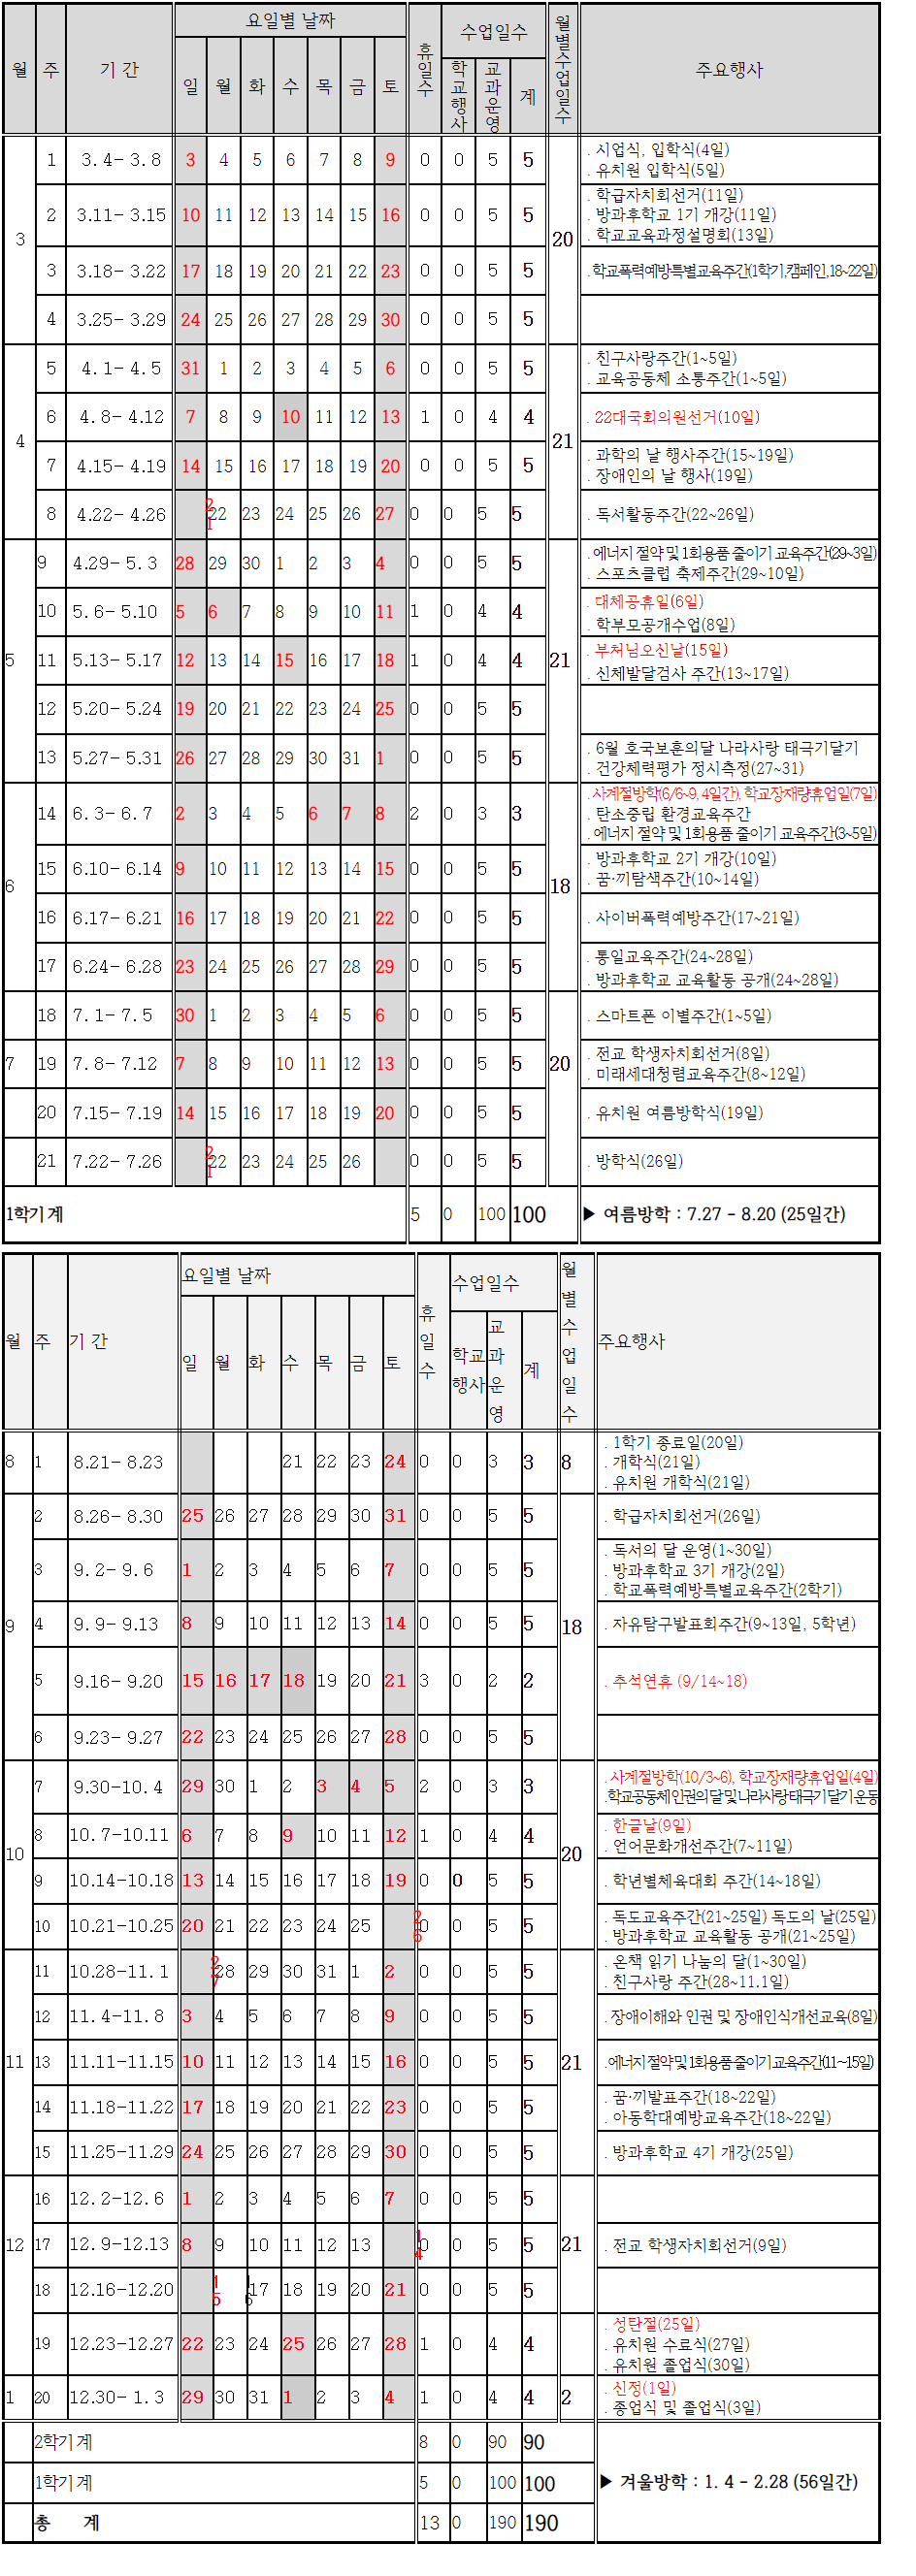 월 주 기 간 요일별 날짜 휴일수 수업일수 월별수업일수 주요행사
일 월 화 수 목 금 토 학교행사 교과운영 계
3 1 3. 4- 3. 8 3 4 5 6 7 8 9 0 0 5 5 20 . 시업식, 입학식(4일)
. 유치원 입학식(5일)
2 3.11- 3.15 10 11 12 13 14 15 16 0 0 5 5 . 학급자치회선거(11일)
. 방과후학교 1기 개강(11일)
. 학교교육과정설명회(13일)
3 3.18- 3.22 17 18 19 20 21 22 23 0 0 5 5 . 학교폭력예방특별교육주간(1학기,캠페인,18~22일)
4 3.25- 3.29 24 25 26 27 28 29 30 0 0 5 5
4 5 4. 1- 4. 5 31 1 2 3 4 5 6 0 0 5 5 21 . 친구사랑주간(1~5일)
. 교육공동체 소통주간(1~5일)
6 4. 8- 4.12 7 8 9 10 11 12 13 1 0 4 4 . 22대국회의원선거(10일)
7 4.15- 4.19 14 15 16 17 18 19 20 0 0 5 5 . 과학의 날 행사주간(15~19일)
. 장애인의 날 행사(19일)
8 4.22- 4.26 21 22 23 24 25 26 27 0 0 5 5 . 독서활동주간(22~26일)
5 9 4.29- 5. 3 28 29 30 1 2 3 4 0 0 5 5 21 . 에너지 절약 및 1회용품 줄이기 교육주간(29~3일)
. 스포츠클럽 축제주간(29~10일)
10 5. 6- 5.10 5 6 7 8 9 10 11 1 0 4 4 . 대체공휴일(6일)
. 학부모공개수업(8일)
11 5.13- 5.17 12 13 14 15 16 17 18 1 0 4 4 . 부처님오신날(15일)
. 신체발달검사 주간(13~17일)
12 5.20- 5.24 19 20 21 22 23 24 25 0 0 5 5
13 5.27- 5.31 26 27 28 29 30 31 1 0 0 5 5 . 6월 호국보훈의달 나라사랑 태극기달기
. 건강체력평가 정시측정(27~31)
6 14 6. 3- 6. 7 2 3 4 5 6 7 8 2 0 3 3 18 . 사계절방학(6/6~9, 4일간), 학교장재량휴업일(7일)
. 탄소중립 환경교육주간
. 에너지 절약 및 1회용품 줄이기 교육주간(3~5일)
15 6.10- 6.14 9 10 11 12 13 14 15 0 0 5 5 . 방과후학교 2기 개강(10일)
. 꿈·끼탐색주간(10~14일)
16 6.17- 6.21 16 17 18 19 20 21 22 0 0 5 5 . 사이버폭력예방주간(17~21일)
17 6.24- 6.28 23 24 25 26 27 28 29 0 0 5 5 . 통일교육주간(24~28일)
. 방과후학교 교육활동 공개(24~28일)
7 18 7. 1- 7. 5 30 1 2 3 4 5 6 0 0 5 5 20 . 스마트폰 이별주간(1~5일)
19 7. 8- 7.12 7 8 9 10 11 12 13 0 0 5 5 . 전교 학생자치회선거(8일)
. 미래세대청렴교육주간(8~12일)
20 7.15- 7.19 14 15 16 17 18 19 20 0 0 5 5 . 유치원 여름방학식(19일)
21 7.22- 7.26 21 22 23 24 25 26 0 0 5 5 . 방학식(26일)
1학기계 5 0 100 100 ▶ 여름방학 : 7.27 - 8.20 (25일간)
월 주 기 간 요일별 날짜 휴일수 수업일수 월별수업일수 주요행사
일 월 화 수 목 금 토 학교행사 교과운영 계
8 1 8.21- 8.23 21 22 23 24 0 0 3 3 8 . 1학기 종료일(20일)
. 개학식(21일)
. 유치원 개학식(21일)
9 2 8.26- 8.30 25 26 27 28 29 30 31 0 0 5 5 18 . 학급자치회선거(26일)
3 9. 2- 9. 6 1 2 3 4 5 6 7 0 0 5 5 . 독서의 달 운영(1~30일)
. 방과후학교 3기 개강(2일)
. 학교폭력예방특별교육주간(2학기)
4 9. 9- 9.13 8 9 10 11 12 13 14 0 0 5 5 . 자유탐구발표회주간(9~13일, 5학년)
5 9.16- 9.20 15 16 17 18 19 20 21 3 0 2 2 . 추석연휴 (9/14~18)
6 9.23- 9.27 22 23 24 25 26 27 28 0 0 5 5
10 7 9.30-10. 4 29 30 1 2 3 4 5 2 0 3 3 20 . 사계절방학(10/3~6), 학교장재량휴업일(4일)
. 학교공동체 인권의 달 및 나라사랑 태극기 달기 운동
8 10. 7-10.11 6 7 8 9 10 11 12 1 0 4 4 . 한글날(9일)
. 언어문화개선주간(7~11일)
9 10.14-10.18 13 14 15 16 17 18 19 0 0 5 5 . 학년별체육대회 주간(14~18일)
10 10.21-10.25 20 21 22 23 24 25 26 0 0 5 5 . 독도교육주간(21~25일) 독도의 날(25일)
. 방과후학교 교육활동 공개(21~25일)
11 11 10.28-11. 1 27 28 29 30 31 1 2 0 0 5 5 21 . 온책 읽기 나눔의 달(1~30일)
. 친구사랑 주간(28~11.1일)
12 11. 4-11. 8 3 4 5 6 7 8 9 0 0 5 5 . 장애이해와 인권 및 장애인식개선교육(8일)
13 11.11-11.15 10 11 12 13 14 15 16 0 0 5 5 . 에너지절약 및 1회용품 줄이기 교육주간(11~15일)
14 11.18-11.22 17 18 19 20 21 22 23 0 0 5 5 . 꿈·끼발표주간(18~22일)
. 아동학대예방교육주간(18~22일)
15 11.25-11.29 24 25 26 27 28 29 30 0 0 5 5 . 방과후학교 4기 개강(25일)
12 16 12. 2-12. 6 1 2 3 4 5 6 7 0 0 5 5 21
17 12. 9-12.13 8 9 10 11 12 13 14 0 0 5 5 . 전교 학생자치회선거(9일)
18 12.16-12.20 15 16 17 18 19 20 21 0 0 5 5
19 12.23-12.27 22 23 24 25 26 27 28 1 0 4 4 . 성탄절(25일)
. 유치원 수료식(27일)
. 유치원 졸업식(30일)
1 20 12.30- 1. 3 29 30 31 1 2 3 4 1 0 4 4 2 . 신정(1일)
. 종업식 및 졸업식(3일)
2학기계 8 0 90 90
1학기계 5 0 100 100 ▶ 겨울방학 : 1. 4 - 2.28 (56일간)
총 계 13 0 190 190